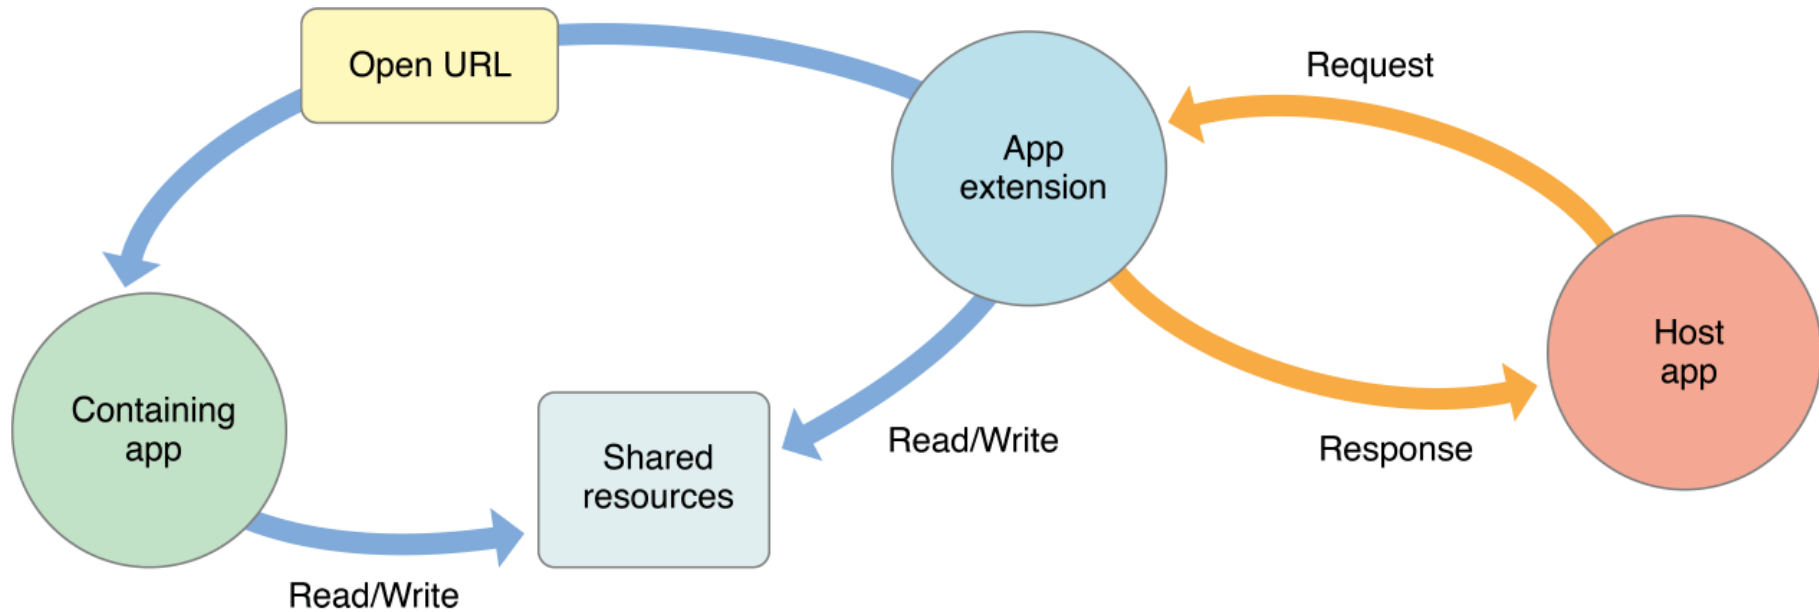 Open URL
App
extension
Request
Host
app
Containing
app
Shared
resources
Read/Write
Response
Read/Write